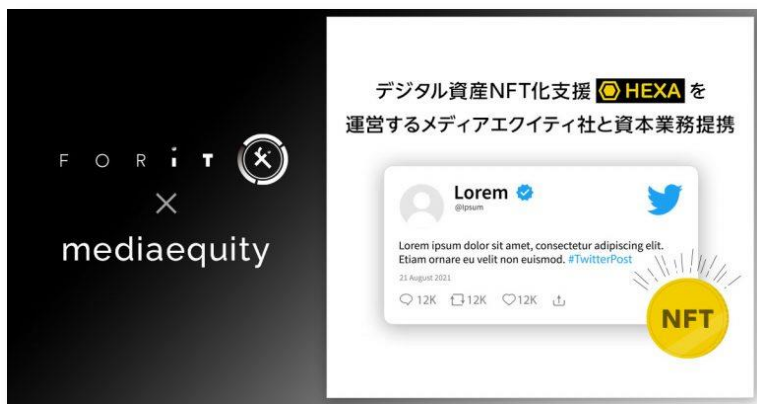 FORiT
×
mediaequity
デジタル資産NFT化支援 HEXA を
運営するメディアエクイティ社と資本業務提携
Lorem
@Ipsum
Lorem ipsum dolor sit amet, consectetur adipiscing elit.
Etiam ornare eu velit non euismod. #TwitterPost
21 August 2021
12K 12K 12K
NFT